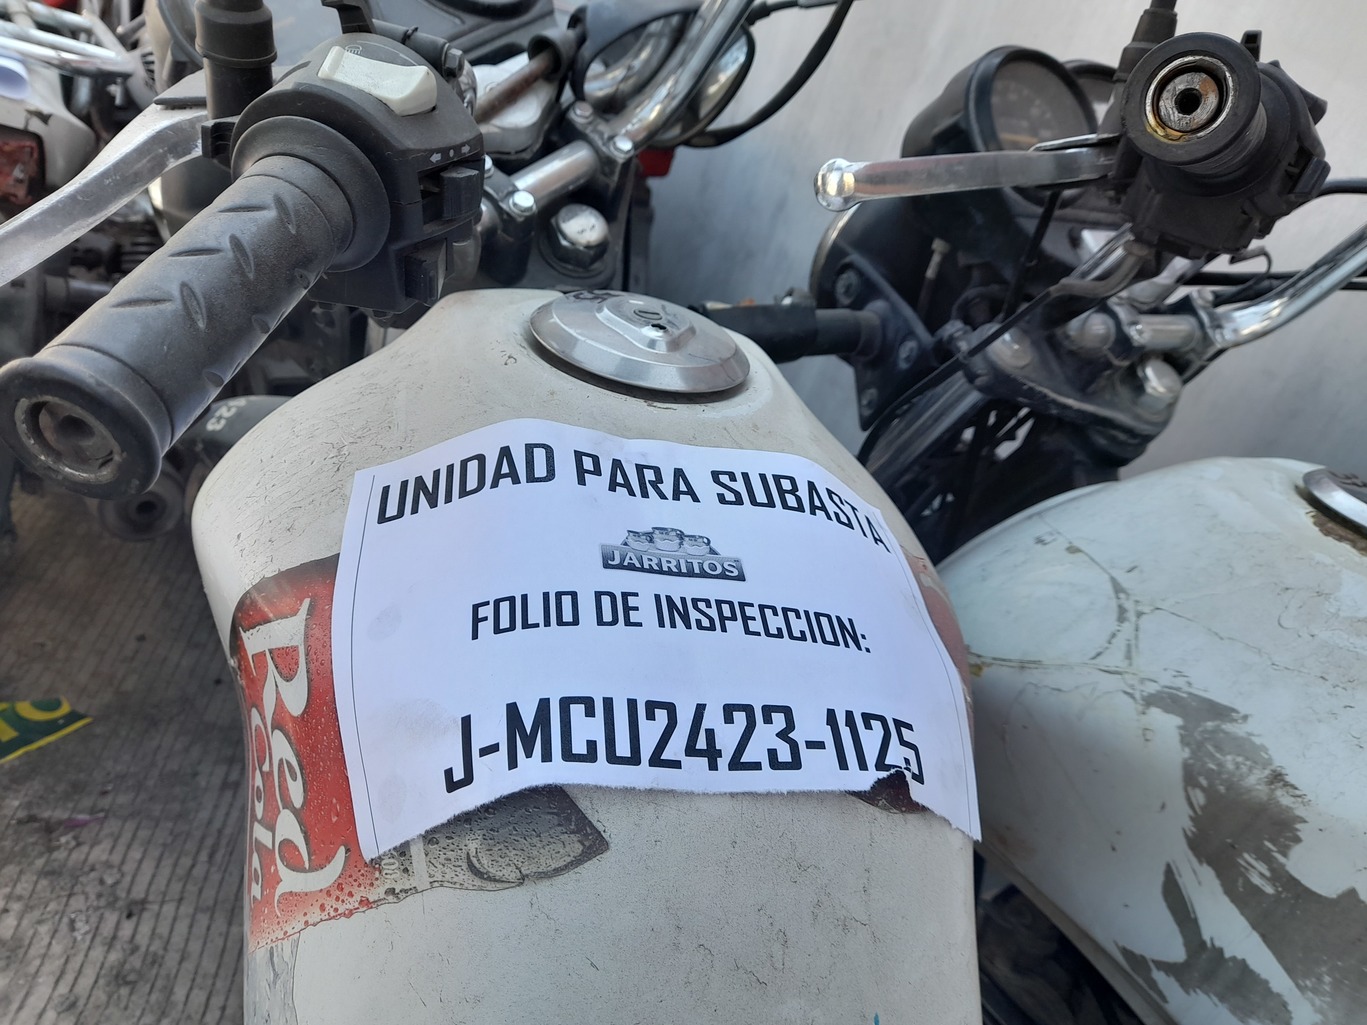 UNIDAD PARA SUBASTA
JARRITOS
FOLIO DE INSPECCION:
J-MCU2423-1125
Red
Cola